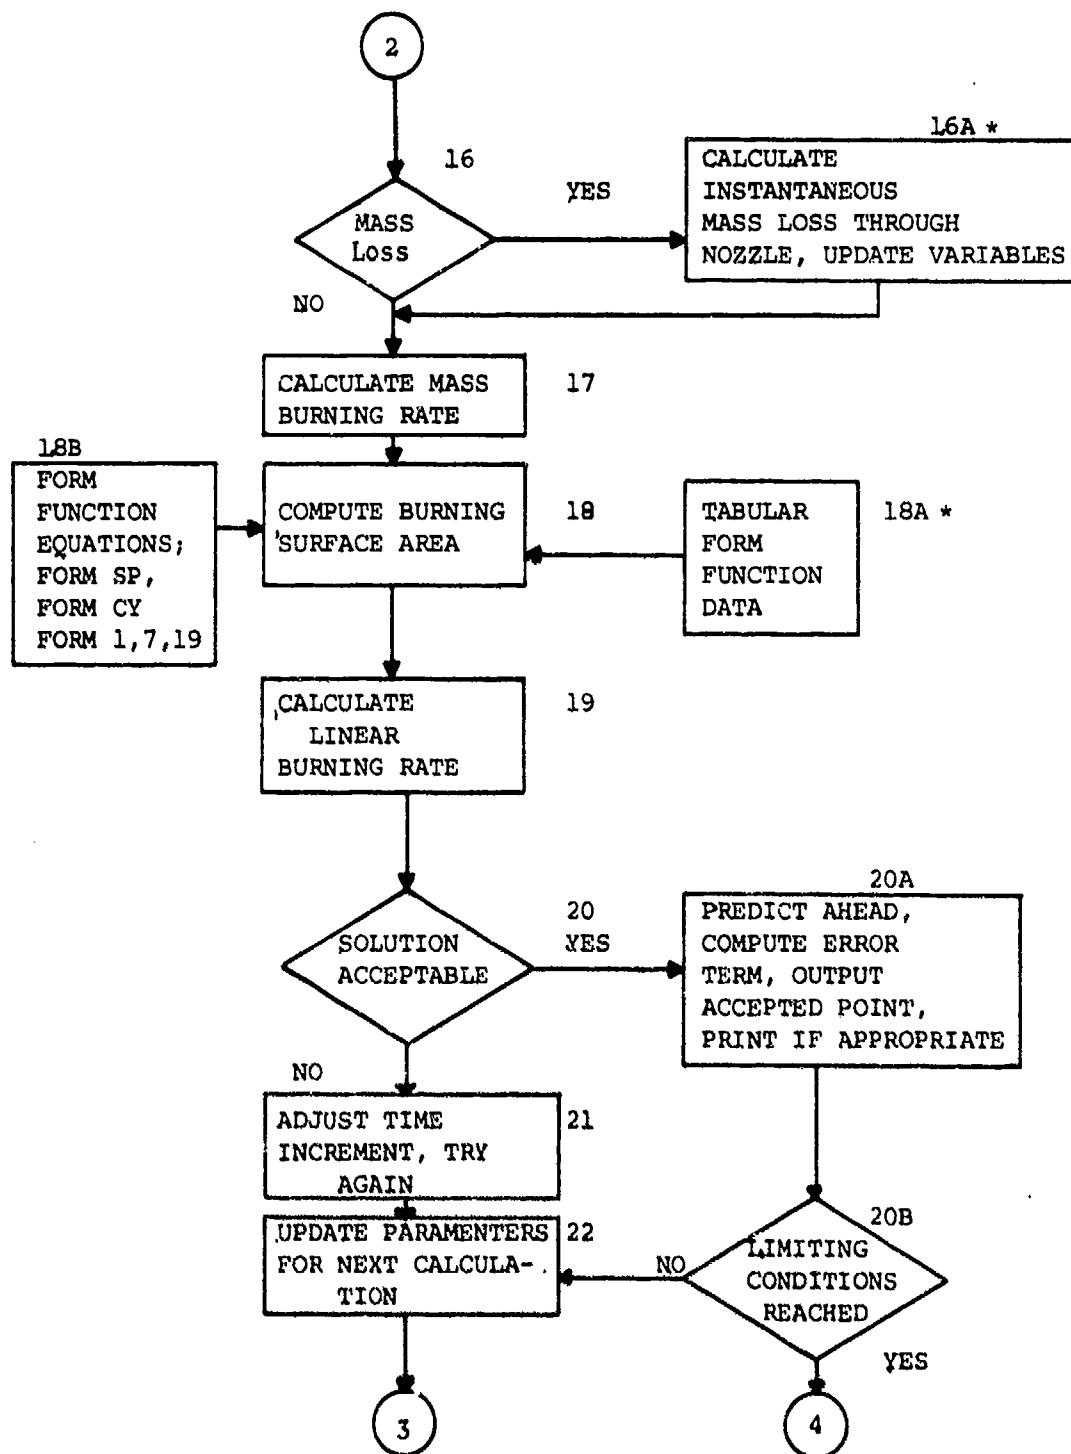 2
16
MASS
Loss
YES
16A *
CALCULATE
INSTANTANEOUS
MASS LOSS THROUGH
NOZZLE, UPDATE VARIABLES
NO
CALCULATE MASS
BURNING RATE
17
18B
FORM
FUNCTION
EQUATIONS;
FORM SP,
FORM CY
FORM 1,7,19
COMPUTE BURNING
SURFACE AREA
18
TABULAR
FORM
FUNCTION
DATA
18A *
CALCULATE
LINEAR
BURNING RATE
19
SOLUTION
ACCEPTABLE
20
YES
20A
PREDICT AHEAD,
COMPUTE ERROR
TERM, OUTPUT
ACCEPTED POINT,
PRINT IF APPROPRIATE
NO
ADJUST TIME
INCREMENT, TRY
AGAIN
21
UPDATE PARAMENTERS
FOR NEXT CALCULA-
TION
22
20B
LIMITING
CONDITIONS
REACHED
NO
YES
3
4